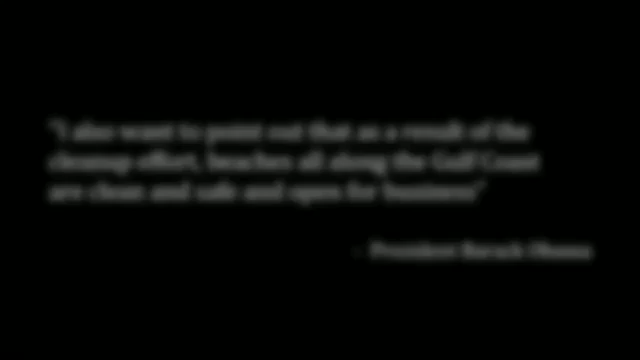 "I also want to point out that as a result of the
cleanup effort, beaches all along the Gulf Coast
are clean and safe and open for business"
- President Barack Obama